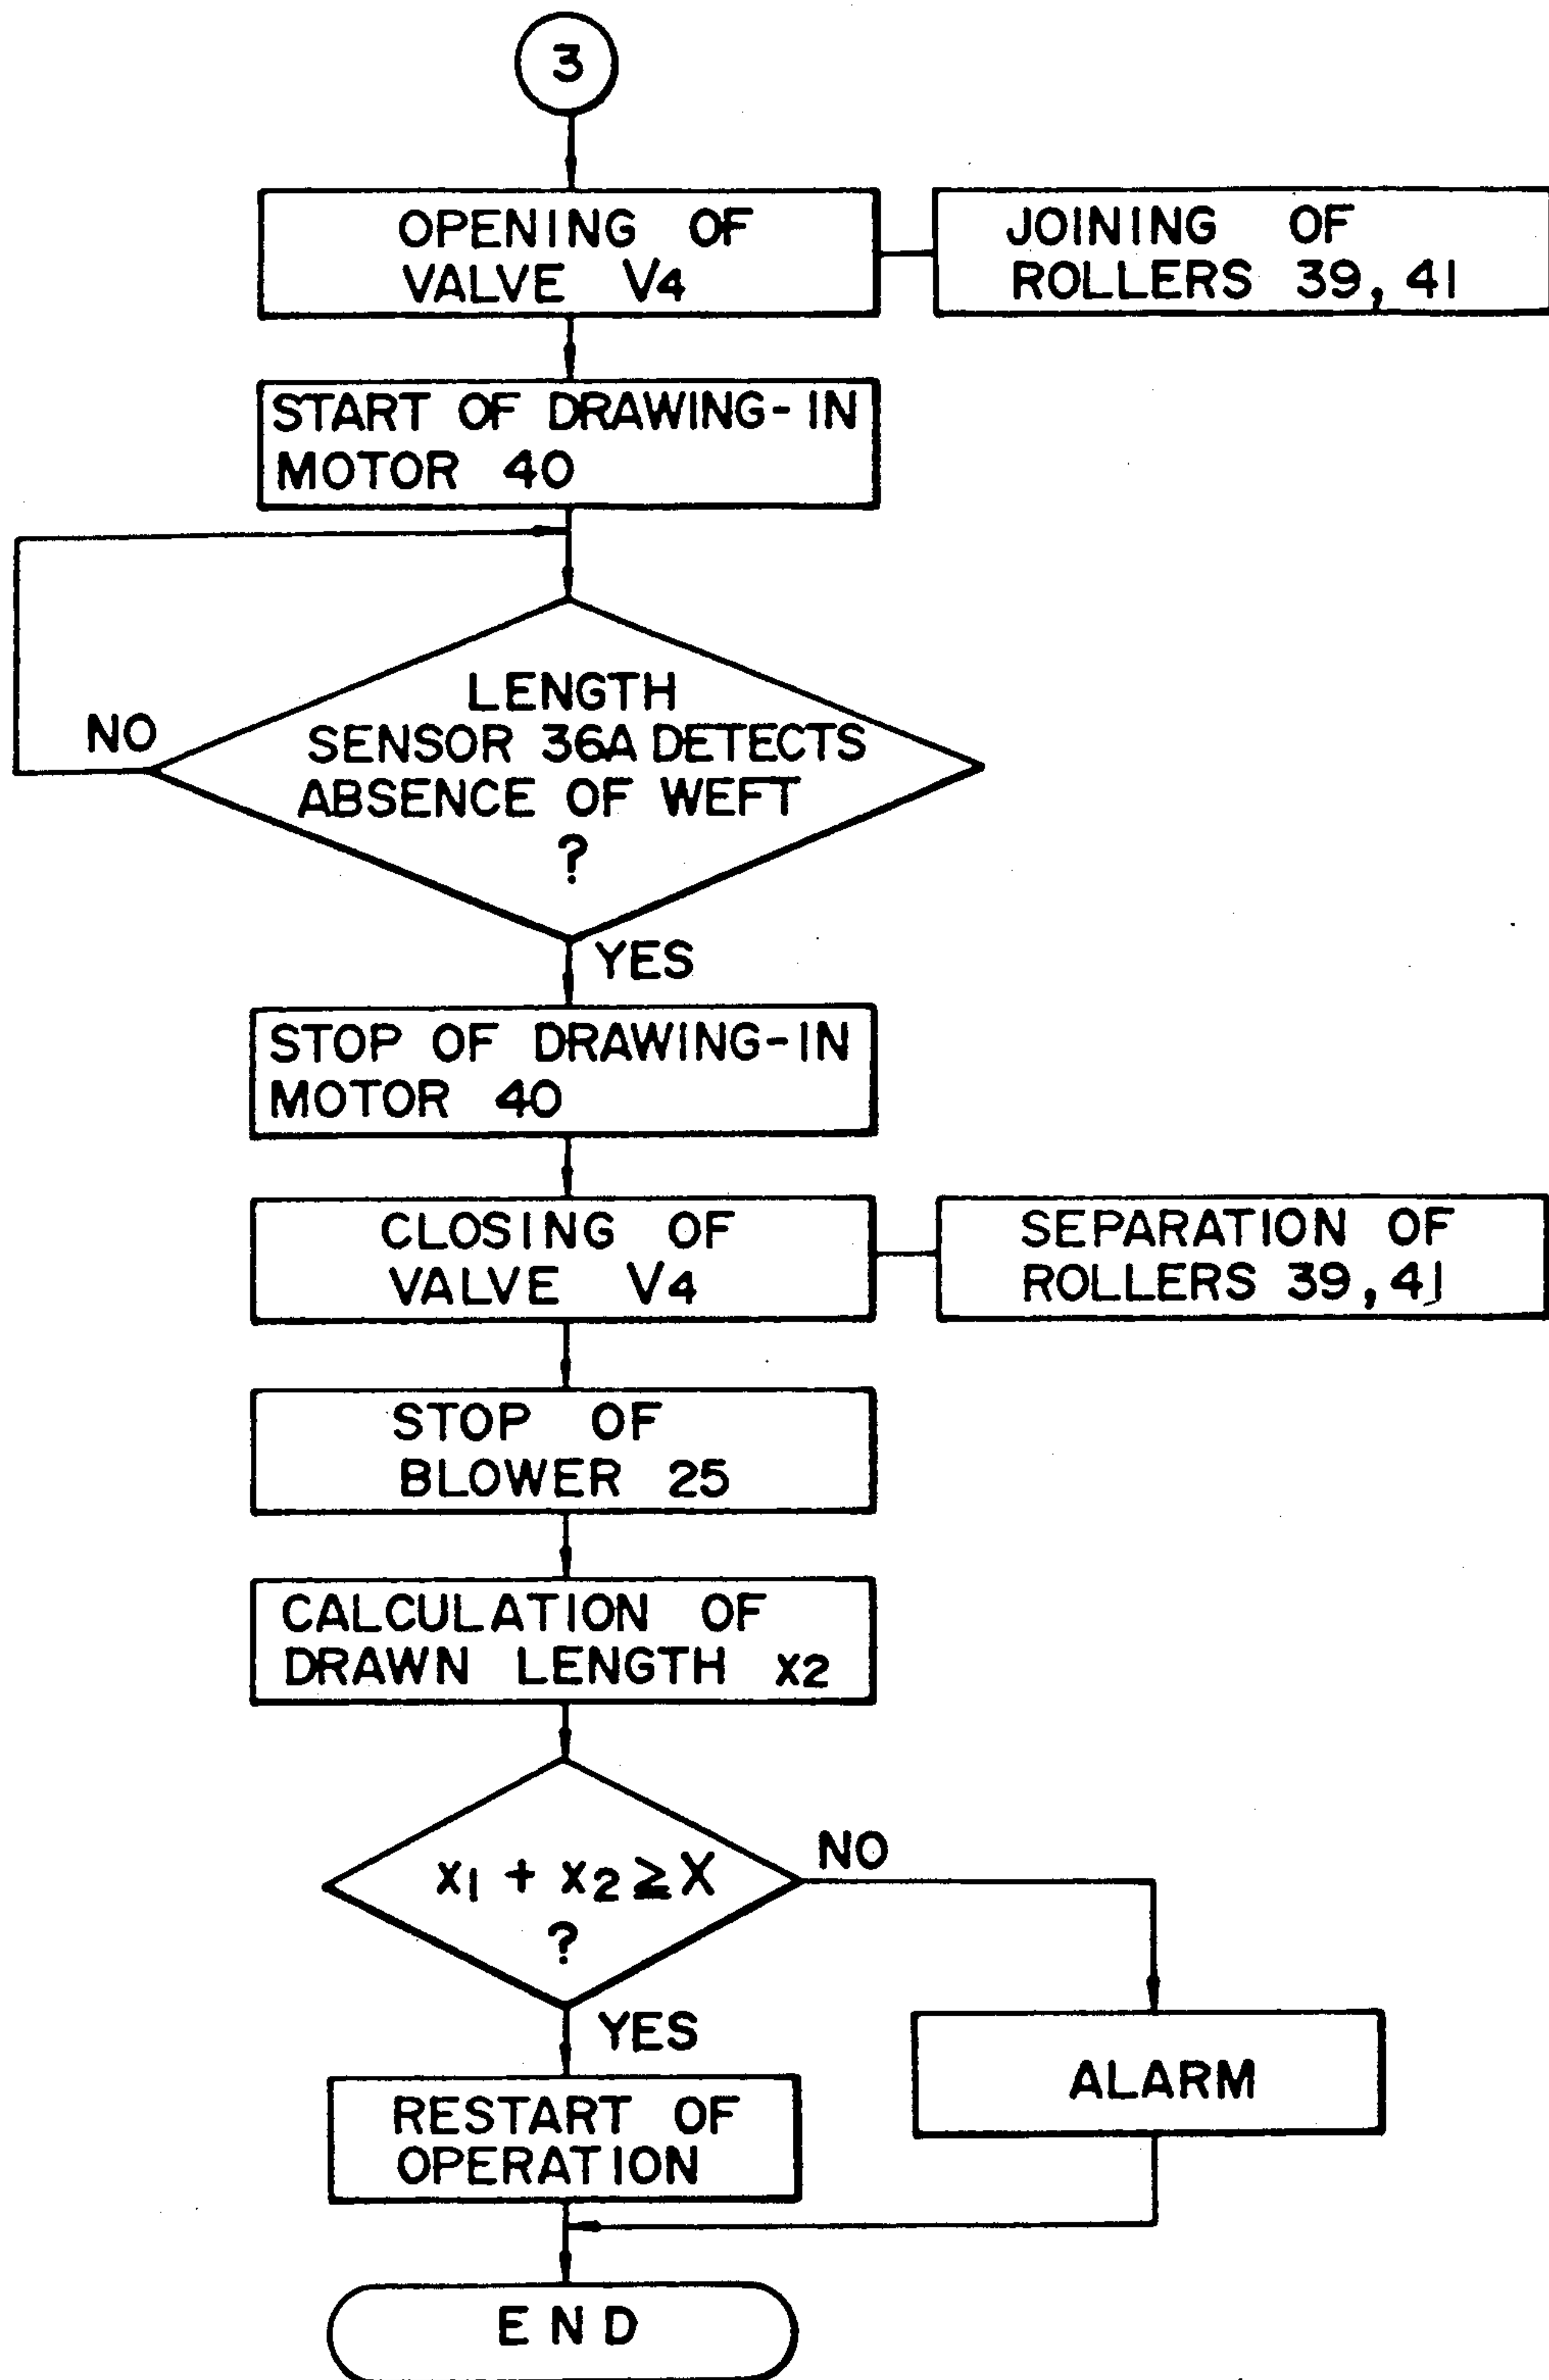 3
OPENING OF
VALVE V4
JOINING OF
ROLLERS 39, 41
START OF DRAWING-IN
MOTOR 40
LENGTH
SENSOR 36A DETECTS
ABSENCE OF WEFT
?
NO
YES
STOP OF DRAWING-IN
MOTOR 40
CLOSING OF
VALVE V4
SEPARATION OF
ROLLERS 39, 41
STOP OF
BLOWER 25
CALCULATION OF
DRAWN LENGTH x2
x1 + x2 ≧ X
?
NO
YES
ALARM
RESTART OF
OPERATION
END